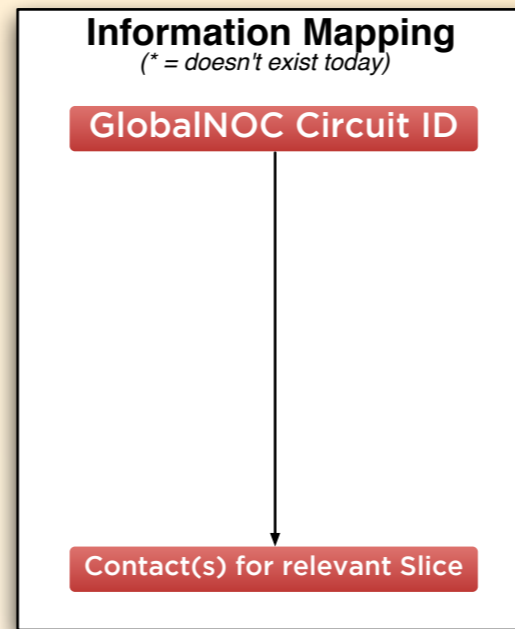 Information Mapping
(* = doesn't exist today)
GlobalNOC Circuit ID
Contact(s) for relevant Slice